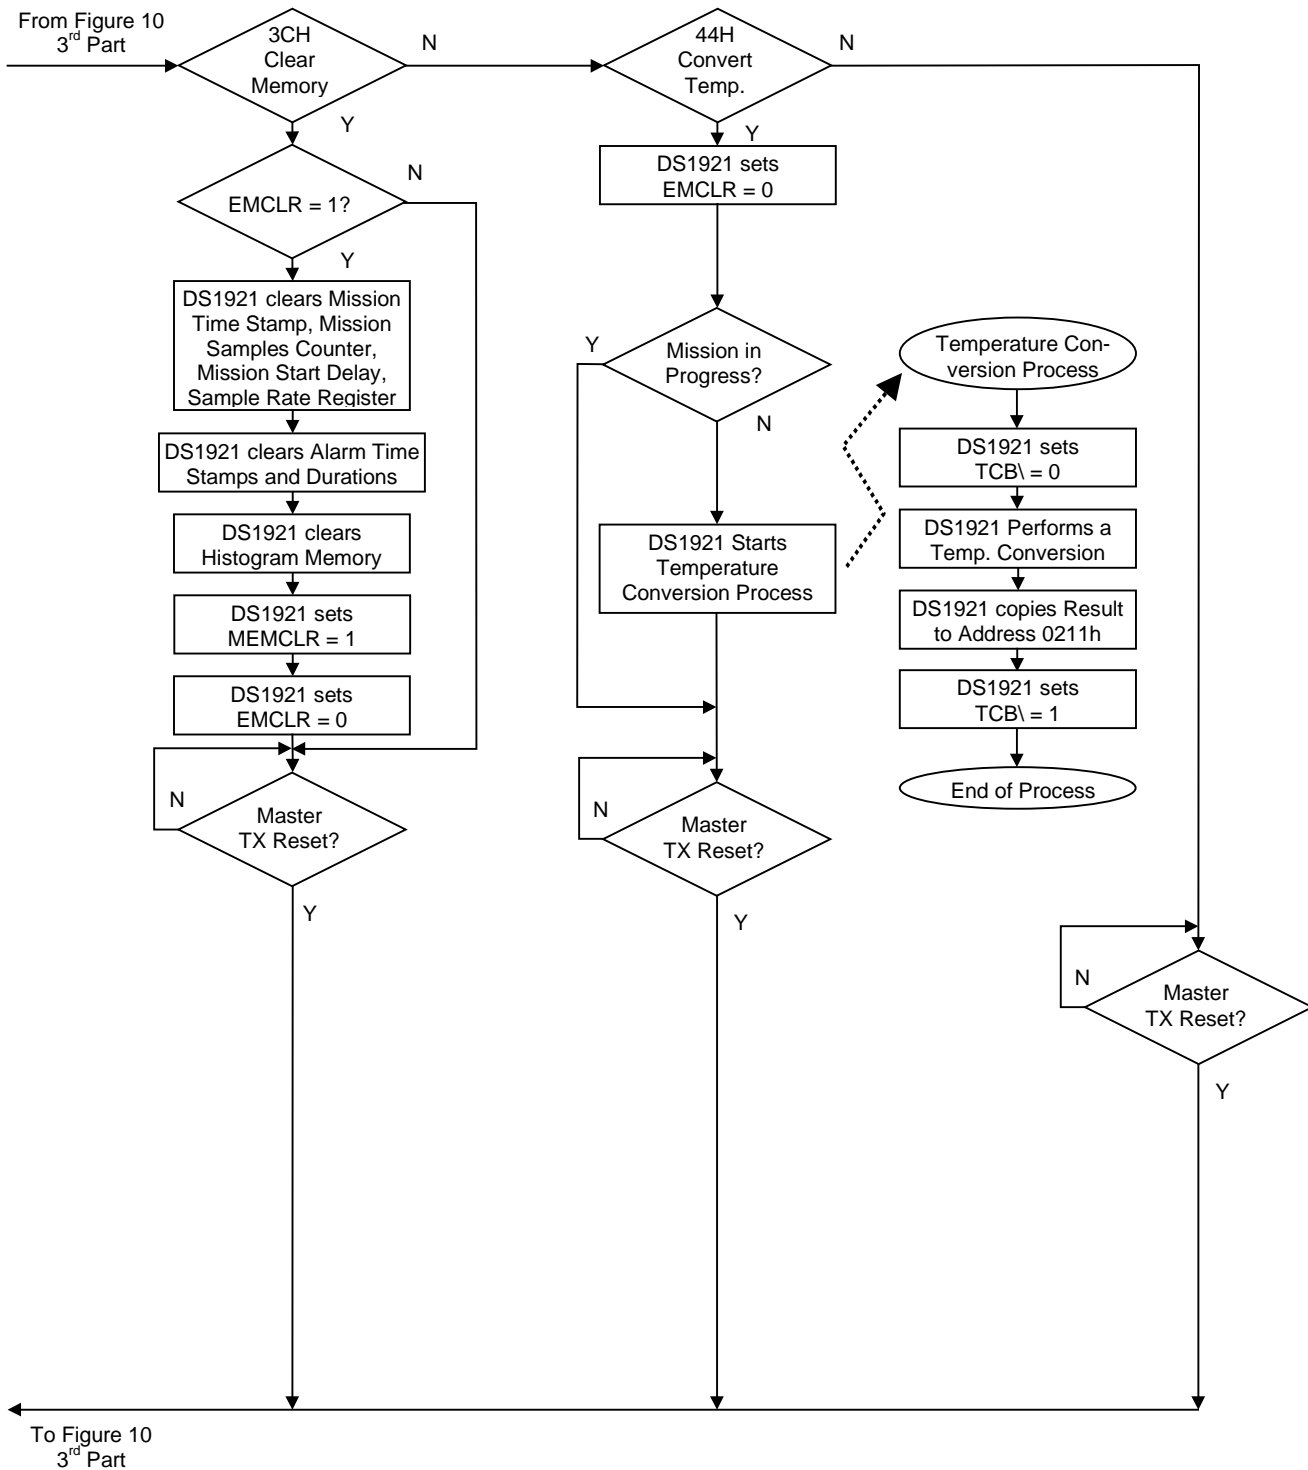 From Figure 10
3rd Part
3CH
Clear
Memory
N
Y
EMCLR = 1?
N
Y
DS1921 clears Mission
Time Stamp, Mission
Samples Counter,
Mission Start Delay,
Sample Rate Register
DS1921 clears Alarm Time
Stamps and Durations
DS1921 clears
Histogram Memory
DS1921 sets
MEMCLR = 1
DS1921 sets
EMCLR = 0
N
Master
TX Reset?
Y
44H
Convert
Temp.
N
Y
DS1921 sets
EMCLR = 0
Y
Mission in
Progress?
N
DS1921 Starts
Temperature
Conversion Process
N
Master
TX Reset?
Y
Temperature Con-
version Process
DS1921 sets
TCB\ = 0
DS1921 Performs a
Temp. Conversion
DS1921 copies Result
to Address 0211h
DS1921 sets
TCB\ = 1
End of Process
N
Master
TX Reset?
Y
To Figure 10
3rd Part